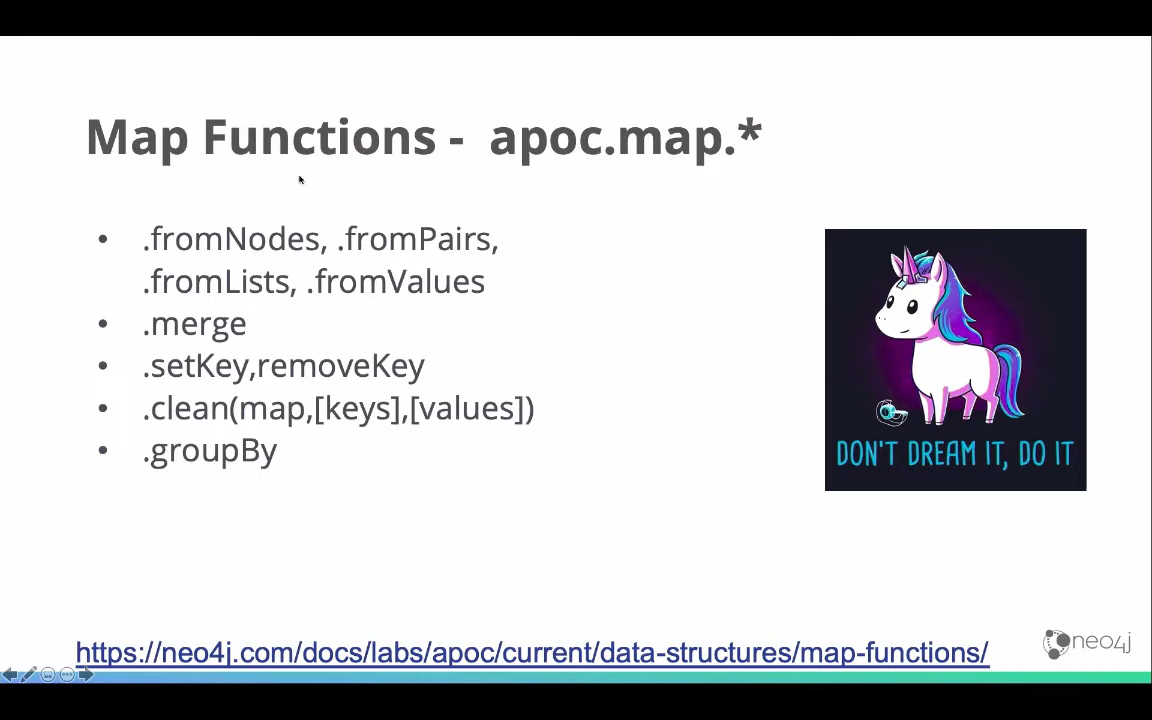 Map Functions -  apoc.map.*
• .fromNodes, .fromPairs,
.fromLists, .fromValues
• .merge
• .setKey,removeKey
• .clean(map,[keys],[values])
• .groupBy
DON'T DREAM IT, DO IT
https://neo4j.com/docs/labs/apoc/current/data-structures/map-functions/
neo4j